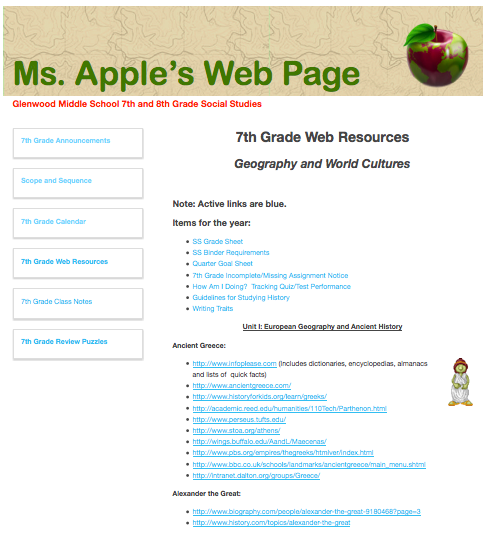 Ms. Apple's Web Page
Glenwood Middle School 7th and 8th Grade Social Studies
7th Grade Announcements
Scope and Sequence
7th Grade Calendar
7th Grade Web Resources
7th Grade Class Notes
7th Grade Review Puzzles
7th Grade Web Resources
Geography and World Cultures
Note: Active links are blue.
Items for the year:
SS Grade Sheet
SS Binder Requirements
Quarter Goal Sheet
7th Grade Incomplete/Missing Assignment Notice
How Am I Doing? Tracking Quiz/Test Performance
Guidelines for Studying History
Writing Traits
Unit I: European Geography and Ancient History
Ancient Greece:
http://www.infoplease.com (includes dictionaries, encyclopedias, almanacs
and lists of quick facts)
http://www.ancientgreece.com/
http://www.historyforkids.org/learn/greeks/
http://academic.reed.edu/humanities/110Tech/Parthenon.html
http://www.perseus.tufts.edu/
http://www.stoa.org/athens/
http://wings.buffalo.edu/AandL/Maecenas/
http://www.pbs.org/empires/thegreeks/htmlver/index.html
http://www.bbc.co.uk/schools/landmarks/ancientgreece/main_menu.shtml
http://intranet.dalton.org/groups/Greece/
Alexander the Great:
http://www.biography.com/people/alexander-the-great-9180468?page=3
http://www.history.com/topics/alexander-the-great